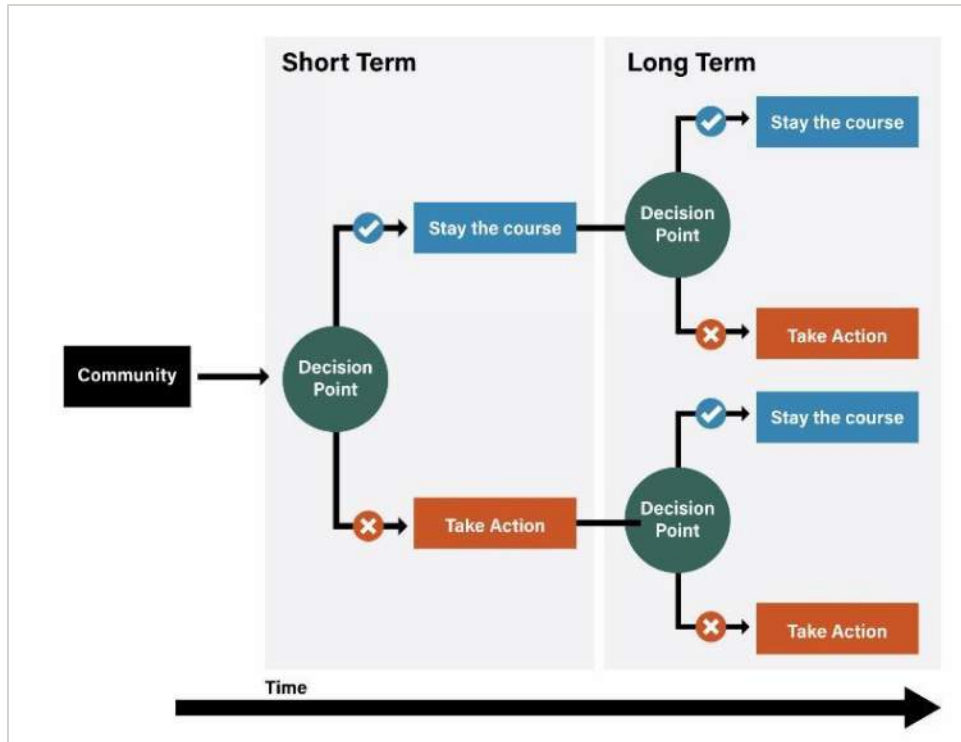 Short Term
Long Term
Stay the course
Decision
Point
Stay the course
Take Action
Community
Decision
Point
Stay the course
Decision
Point
Take Action
Take Action
Time